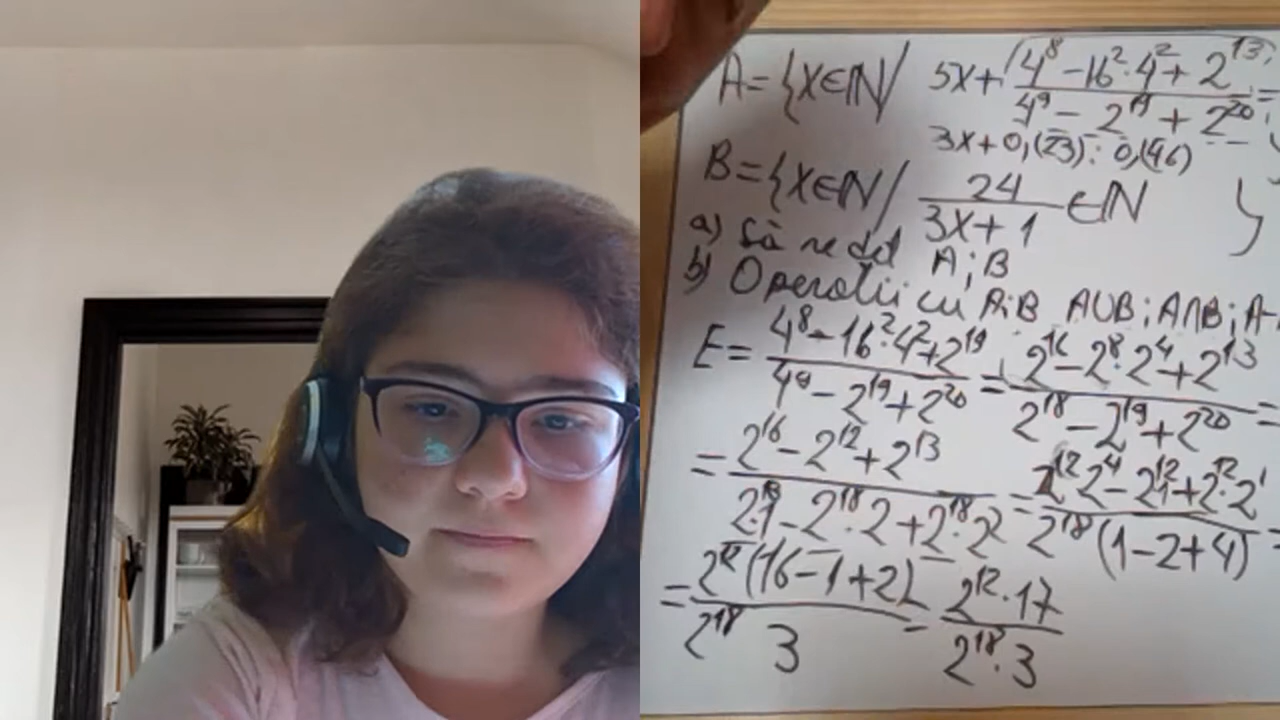 A = {x∈ℕ / 5x + (4⁸ - 16²·4² + 2¹³) / (4⁹ - 2¹⁹ + 2²⁰) =
3x + 0,(23) : 0,(46)
B = {x∈ℕ / 24 / (3x + 1) ∈ℕ }
a) Să se det A; B
b) Operatii cu A; B A∪B; A∩B; A-
E = (4⁸ - 16²·4² + 2¹⁹) / (4⁹ - 2¹⁹ + 2²⁰) = (2¹⁶ - 2⁸·2⁴ + 2¹³) / (2¹⁸ - 2¹⁹ + 2²⁰) =
= (2¹⁶ - 2¹² + 2¹³) / (2¹⁸·1 - 2¹⁸·2 + 2¹⁸·2²) = (2¹²·2⁴ - 2¹²·1 + 2¹²·2¹) / (2¹⁸(1 - 2 + 4)) =
= (2¹²(16 - 1 + 2)) / (2¹⁸ 3) = (2¹²·17) / (2¹⁸·3)